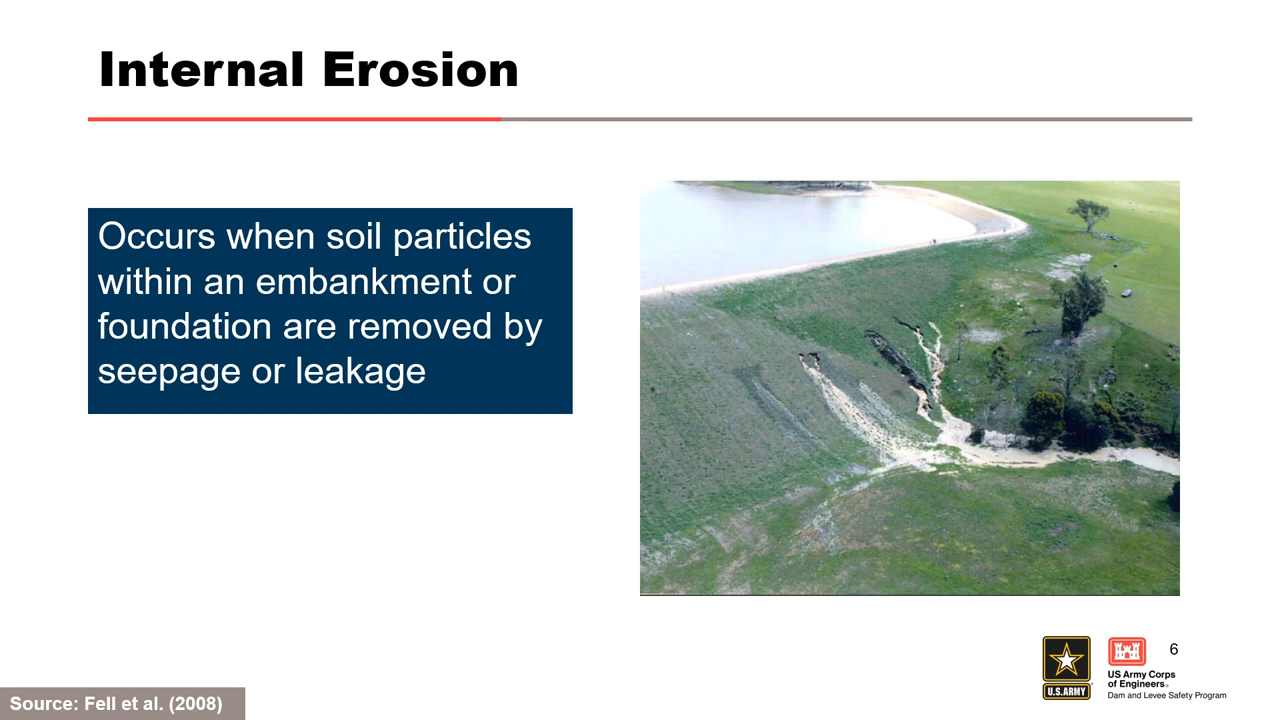 Internal Erosion
Occurs when soil particles
within an embankment or
foundation are removed by
seepage or leakage
6
U.S.ARMY
US Army Corps
of Engineers®
Dam and Levee Safety Program
Source: Fell et al. (2008)